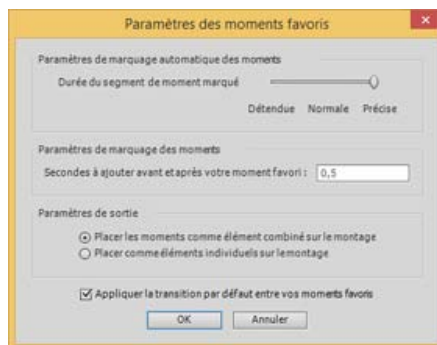 Paramètres des moments favoris
Paramètres de marquage automatique des moments
Durée du segment de moment marqué
Détendue Normale Précise
Paramètres de marquage des moments
Secondes à ajouter avant et après votre moment favori : 0,5
Paramètres de sortie
Placer les moments comme élément combiné sur le montage
Placer comme éléments individuels sur le montage
Appliquer la transition par défaut entre vos moments favoris
OK Annuler